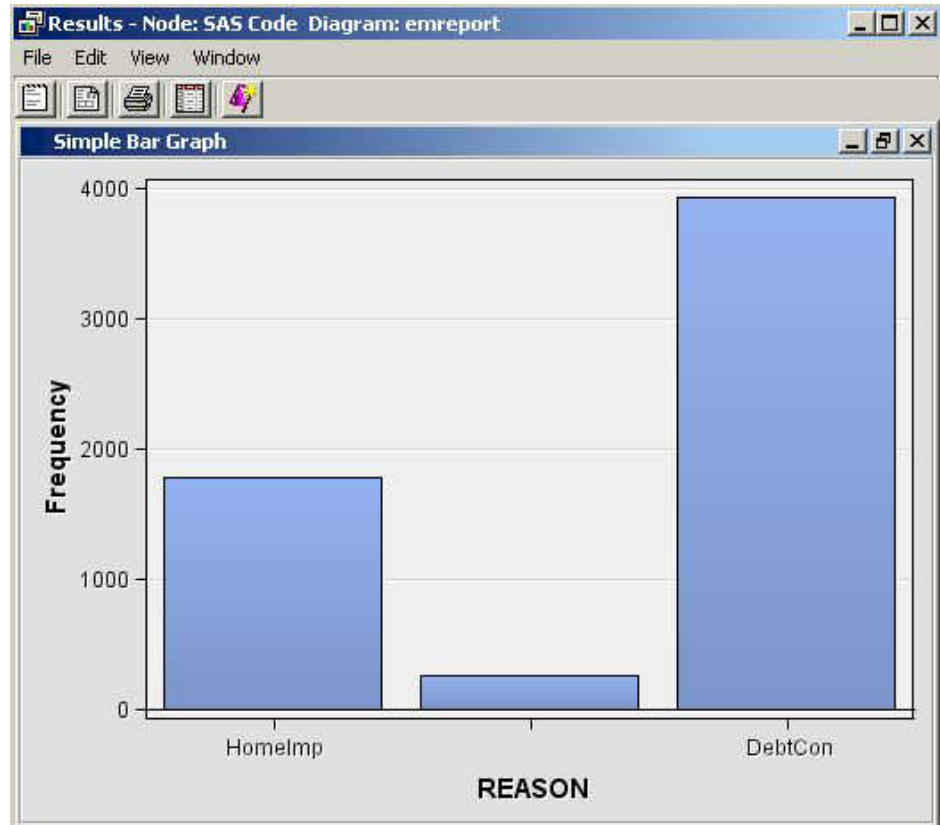 Results - Node: SAS Code Diagram: emreport
File Edit View Window
Simple Bar Graph
4000
3000
2000
1000
0
Frequency
HomeImp DebtCon
REASON